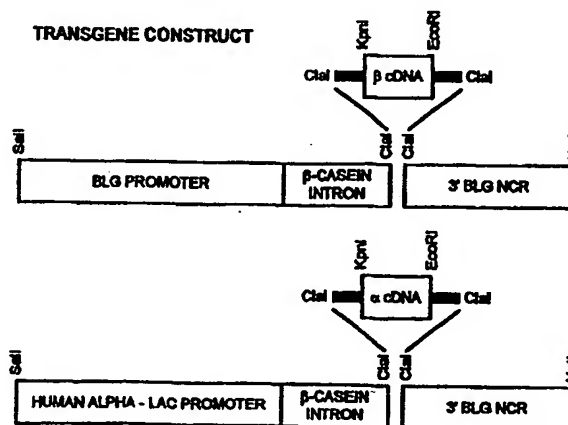 TRANSGENE CONSTRUCT
KpnI
EcoRI
ClaI
β cDNA
ClaI
SalI
ClaI
ClaI
BLG PROMOTER
β-CASEIN
INTRON
3' BLG NCR
KpnI
EcoRI
ClaI
α cDNA
ClaI
SalI
ClaI
ClaI
HUMAN ALPHA - LAC PROMOTER
β-CASEIN
INTRON
3' BLG NCR